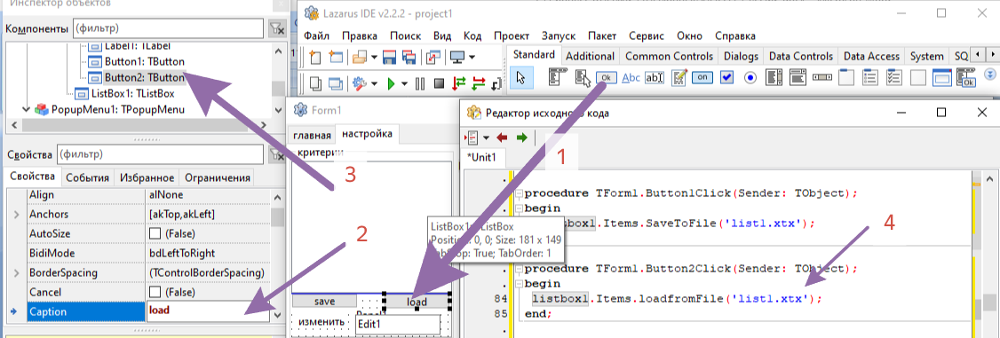 Инспектор объектов
Компоненты (фильтр)
Label1: TLabel
Button1: TButton
Button2: TButton
ListBox1: TListBox
PopupMenu1: TPopupMenu
Свойства (фильтр)
Свойства События Избранное Ограничения
Align alNone
Anchors [akTop,akLeft]
AutoSize (False)
BidiMode bdLeftToRight
BorderSpacing (TControlBorderSpacing)
Cancel (False)
Caption load
Lazarus IDE v2.2.2 - project1
Файл Правка Поиск Вид Код Проект Запуск Пакет Сервис Окно Справка
Standard Additional Common Controls Dialogs Data Controls Data Access System SQ
Ok Abc abI on Ok
Form1
главная настройка
критерии
ListBox1: TListBox
Position: 0, 0; Size: 181 x 149
TabStop: True; TabOrder: 1
save load
изменить Edit1
Редактор исходного кода
*Unit1
procedure TForm1.Button1Click(Sender: TObject);
begin
listbox1.Items.SaveToFile('list1.xtx');
procedure TForm1.Button2Click(Sender: TObject);
begin
84 listbox1.Items.loadfromFile('list1.xtx');
85 end;
1
2
3
4